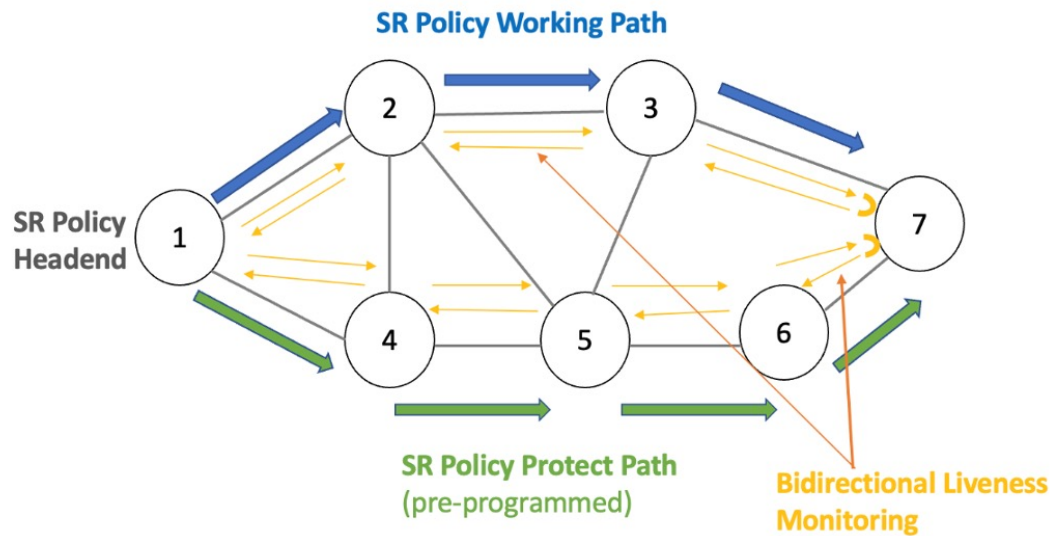 SR Policy Working Path
2
3
SR Policy
Headend
1
7
4
5
6
SR Policy Protect Path
(pre-programmed)
Bidirectional Liveness
Monitoring